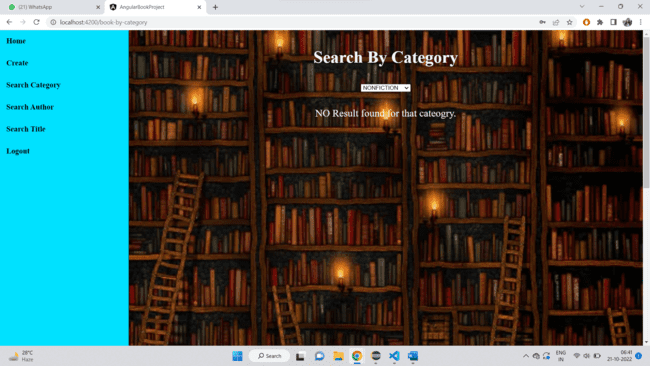 (21) WhatsApp
AngularBookProject
localhost:4200/book-by-category
Home
Create
Search Category
Search Author
Search Title
Logout
Search By Category
NONFICTION
NO Result found for that cateogry.
28°C
Haze
Search
ENG
IN
08:41
21-10-2022